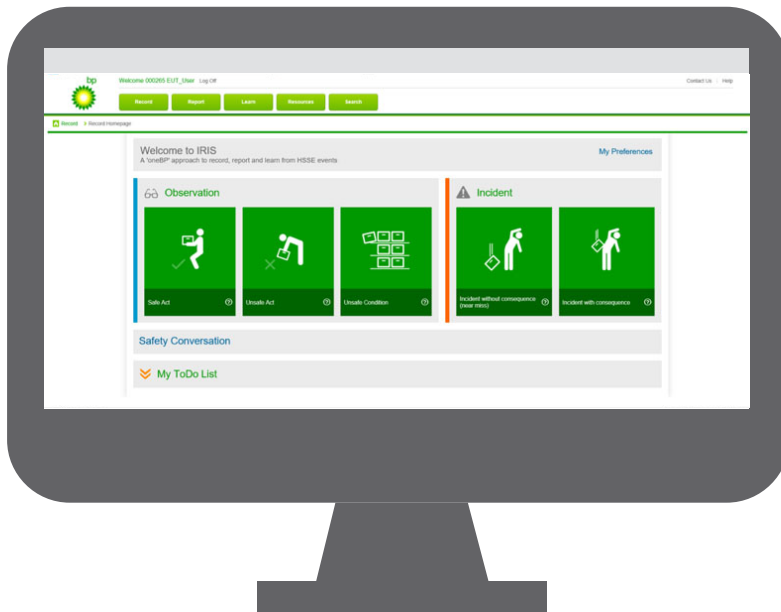 bp
Welcome 000265 EUT_User Log Off
Contact Us Help
Record Report Learn Resources Search
Record > Record Homepage
Welcome to IRIS
A 'oneBP' approach to record, report and learn from HSSE events
My Preferences
Observation
Incident
Safe Act
Unsafe Act
Unsafe Condition
Incident without consequence
(near miss)
Incident with consequence
Safety Conversation
My ToDo List